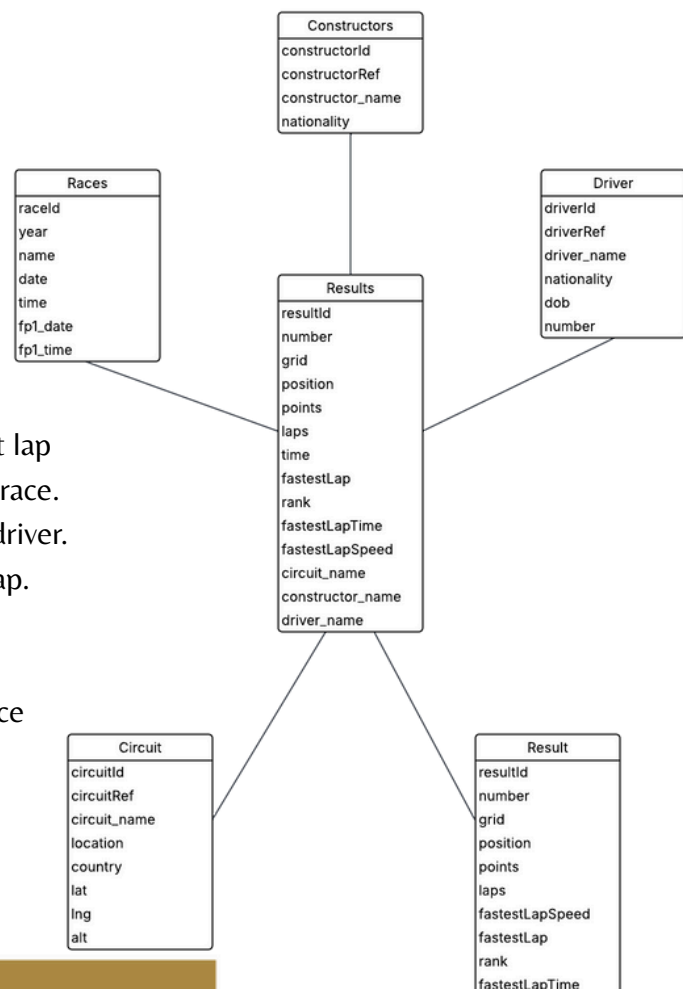 Constructors
constructorId
constructorRef
constructor_name
nationality
Races
raceId
year
name
date
time
fp1_date
fp1_time
Driver
driverId
driverRef
driver_name
nationality
dob
number
Results
resultId
number
grid
position
points
laps
time
fastestLap
rank
fastestLapTime
fastestLapSpeed
circuit_name
constructor_name
driver_name
lap
race.
driver.
Circuit
circuitId
circuitRef
circuit_name
location
country
lat
lng
alt
Result
resultId
number
grid
position
points
laps
fastestLapSpeed
fastestLap
rank
fastestLapTime